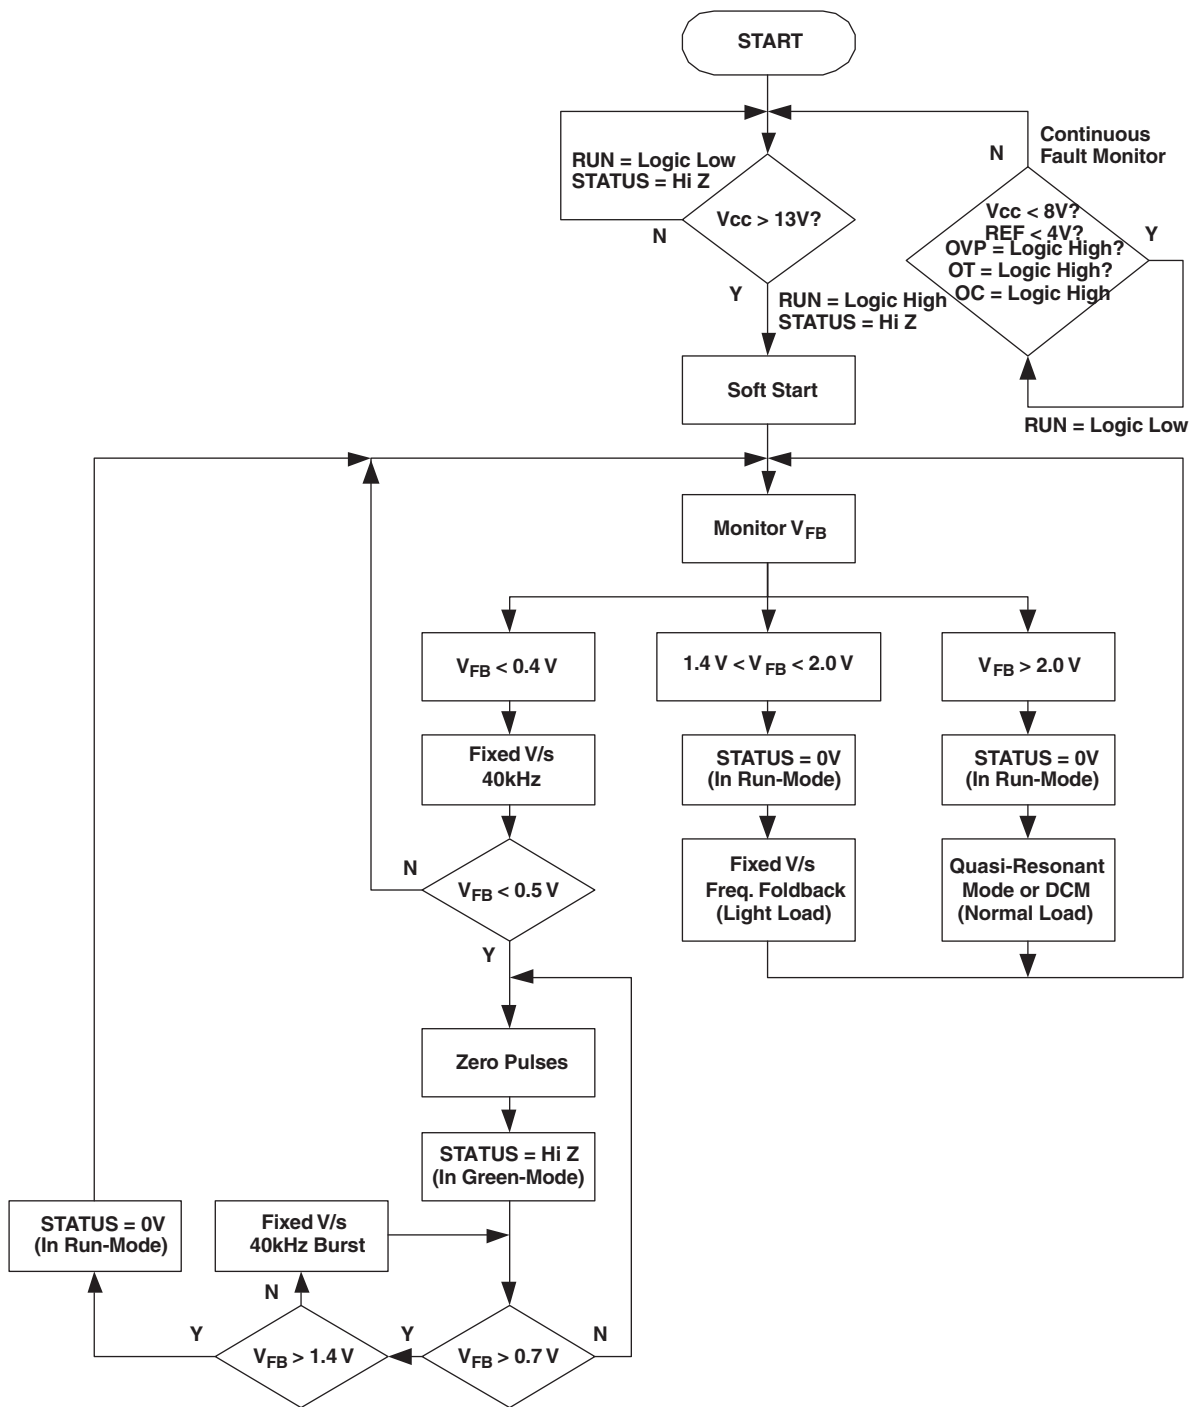 START
Continuous
Fault Monitor
N
RUN = Logic Low
STATUS = Hi Z
Vcc > 13V?
N
Y
Vcc < 8V?
REF < 4V?
OVP = Logic High?
OT = Logic High?
OC = Logic High
Y
RUN = Logic High
STATUS = Hi Z
Soft Start
RUN = Logic Low
Monitor VFB
VFB < 0.4 V
1.4 V < VFB < 2.0 V
VFB > 2.0 V
Fixed V/s
40kHz
STATUS = 0V
(In Run-Mode)
STATUS = 0V
(In Run-Mode)
N
VFB < 0.5 V
Y
Fixed V/s
Freq. Foldback
(Light Load)
Quasi-Resonant
Mode or DCM
(Normal Load)
Zero Pulses
STATUS = Hi Z
(In Green-Mode)
STATUS = 0V
(In Run-Mode)
Fixed V/s
40kHz Burst
N
Y
VFB > 1.4 V
Y
VFB > 0.7 V
N